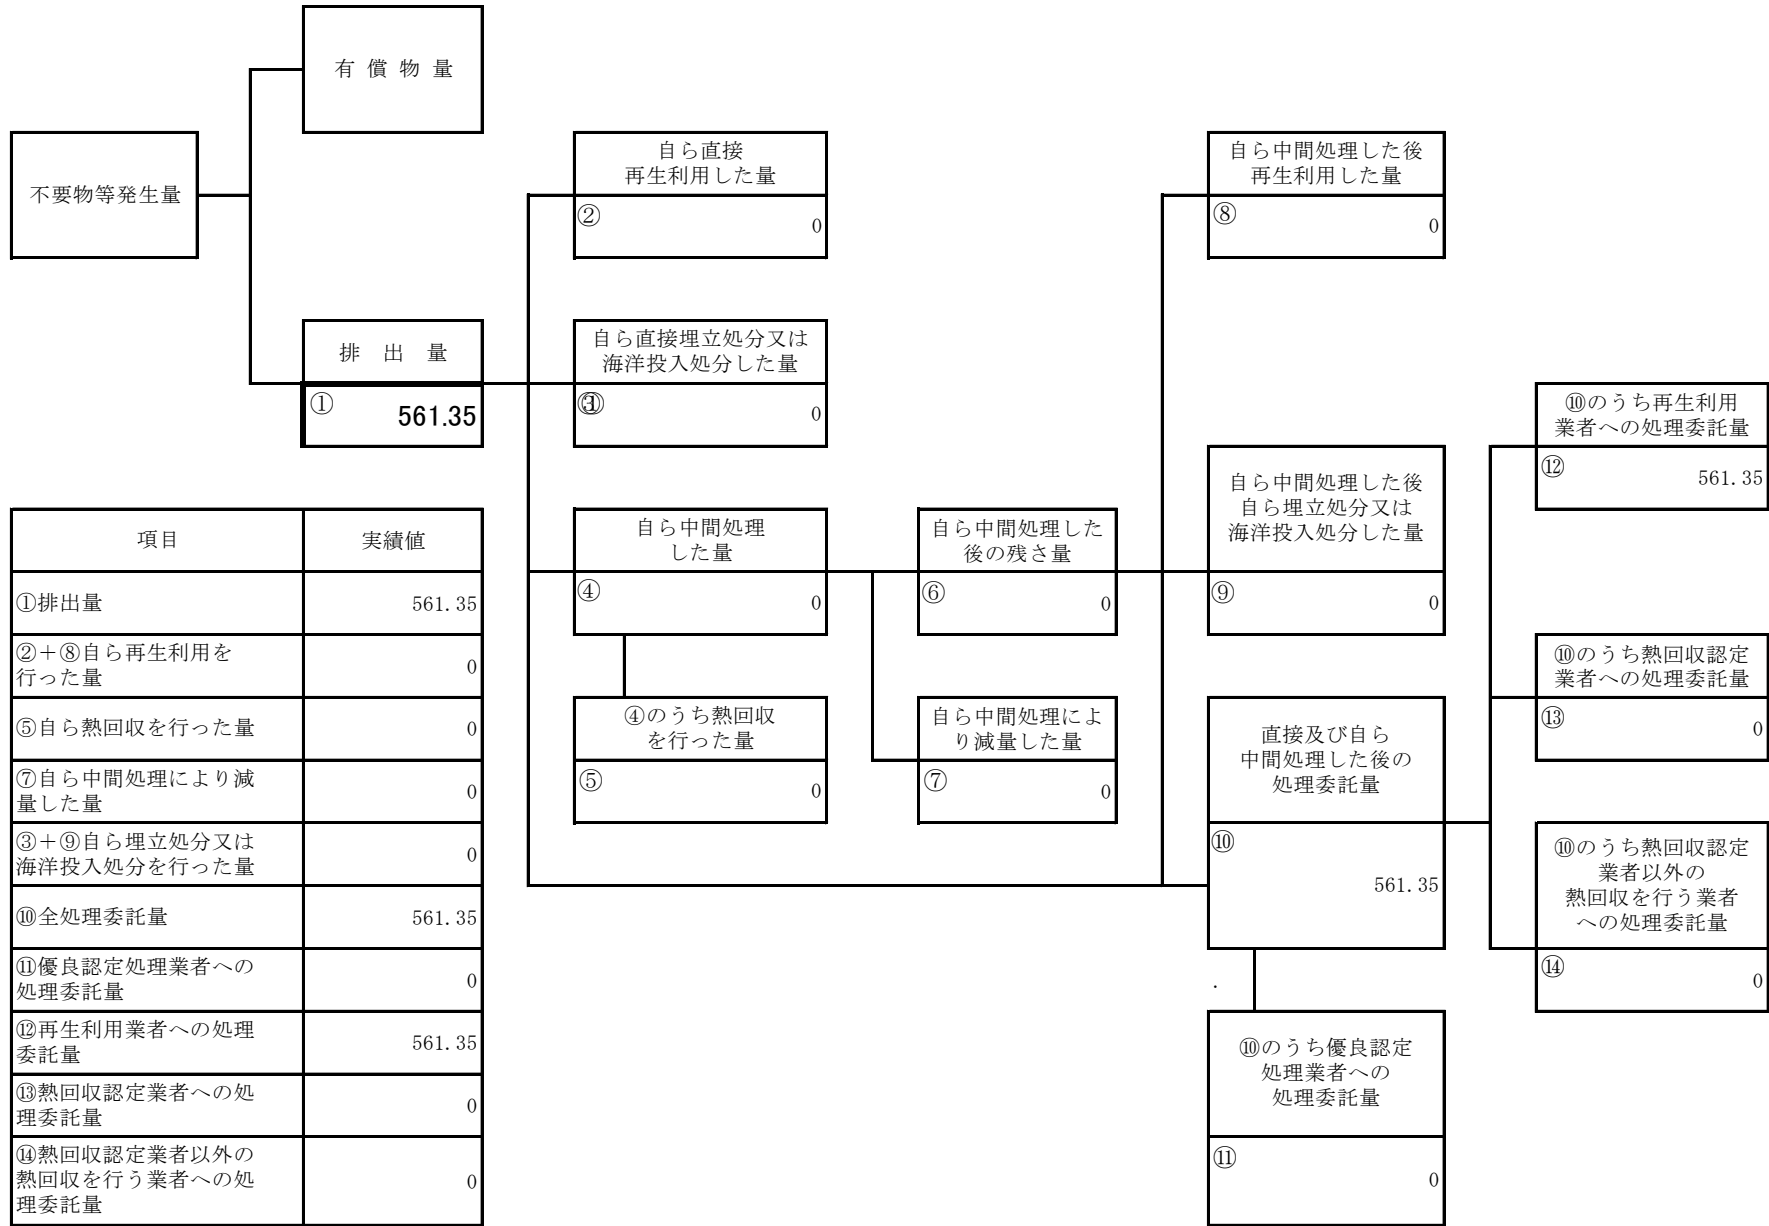 有 償 物 量
不要物等発生量
自ら直接
再生利用した量
②
0
自ら中間処理した後
再生利用した量
⑧
0
排 出 量
①
561.35
自ら直接埋立処分又は
海洋投入処分した量
③
0
⑩のうち再生利用
業者への処理委託量
⑫
561.35
自ら中間処理した後
自ら埋立処分又は
海洋投入処分した量
⑨
0
自ら中間処理
した量
④
0
自ら中間処理した
後の残さ量
⑥
0
④のうち熱回収
を行った量
⑤
0
自ら中間処理によ
り減量した量
⑦
0
直接及び自ら
中間処理した後の
処理委託量
⑩
561.35
⑩のうち熱回収認定
業者への処理委託量
⑬
0
⑩のうち熱回収認定
業者以外の
熱回収を行う業者
への処理委託量
⑭
0
.
⑩のうち優良認定
処理業者への
処理委託量
⑪
0
項目 実績値
①排出量 561.35
②+⑧自ら再生利用を
行った量 0
⑤自ら熱回収を行った量 0
⑦自ら中間処理により減
量した量 0
③+⑨自ら埋立処分又は
海洋投入処分を行った量 0
⑩全処理委託量 561.35
⑪優良認定処理業者への
処理委託量 0
⑫再生利用業者への処理
委託量 561.35
⑬熱回収認定業者への処
理委託量 0
⑭熱回収認定業者以外の
熱回収を行う業者への処
理委託量 0